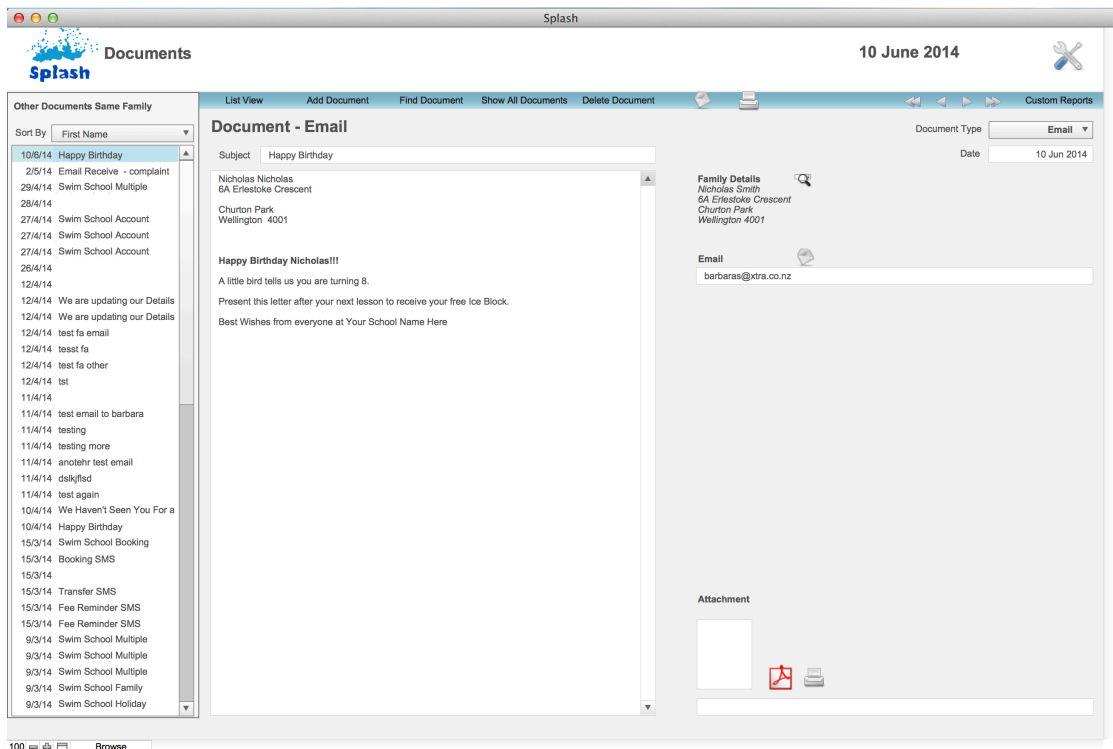 Splash
Splash
Documents
10 June 2014
Other Documents Same Family
List View Add Document Find Document Show All Documents Delete Document Custom Reports
Sort By First Name
Document - Email
Document Type Email
Subject Happy Birthday
Date 10 Jun 2014
10/6/14 Happy Birthday
2/5/14 Email Receive - complaint
29/4/14 Swim School Multiple
28/4/14
27/4/14 Swim School Account
27/4/14 Swim School Account
27/4/14 Swim School Account
26/4/14
12/4/14
12/4/14 We are updating our Details
12/4/14 We are updating our Details
12/4/14 test fa email
12/4/14 tesst fa
12/4/14 test fa other
12/4/14 tst
11/4/14
11/4/14 test email to barbara
11/4/14 testing
11/4/14 testing more
11/4/14 anotehr test email
11/4/14 dslkjflsd
11/4/14 test again
10/4/14 We Haven't Seen You For a
10/4/14 Happy Birthday
15/3/14 Swim School Booking
15/3/14 Booking SMS
15/3/14
15/3/14 Transfer SMS
15/3/14 Fee Reminder SMS
15/3/14 Fee Reminder SMS
9/3/14 Swim School Multiple
9/3/14 Swim School Multiple
9/3/14 Swim School Multiple
9/3/14 Swim School Family
9/3/14 Swim School Holiday
Nicholas Nicholas
6A Erlestoke Crescent
Churton Park
Wellington 4001
Happy Birthday Nicholas!!!
A little bird tells us you are turning 8.
Present this letter after your next lesson to receive your free Ice Block.
Best Wishes from everyone at Your School Name Here
Family Details
Nicholas Smith
6A Erlestoke Crescent
Churton Park
Wellington 4001
Email
barbaras@xtra.co.nz
Attachment
100 Browse